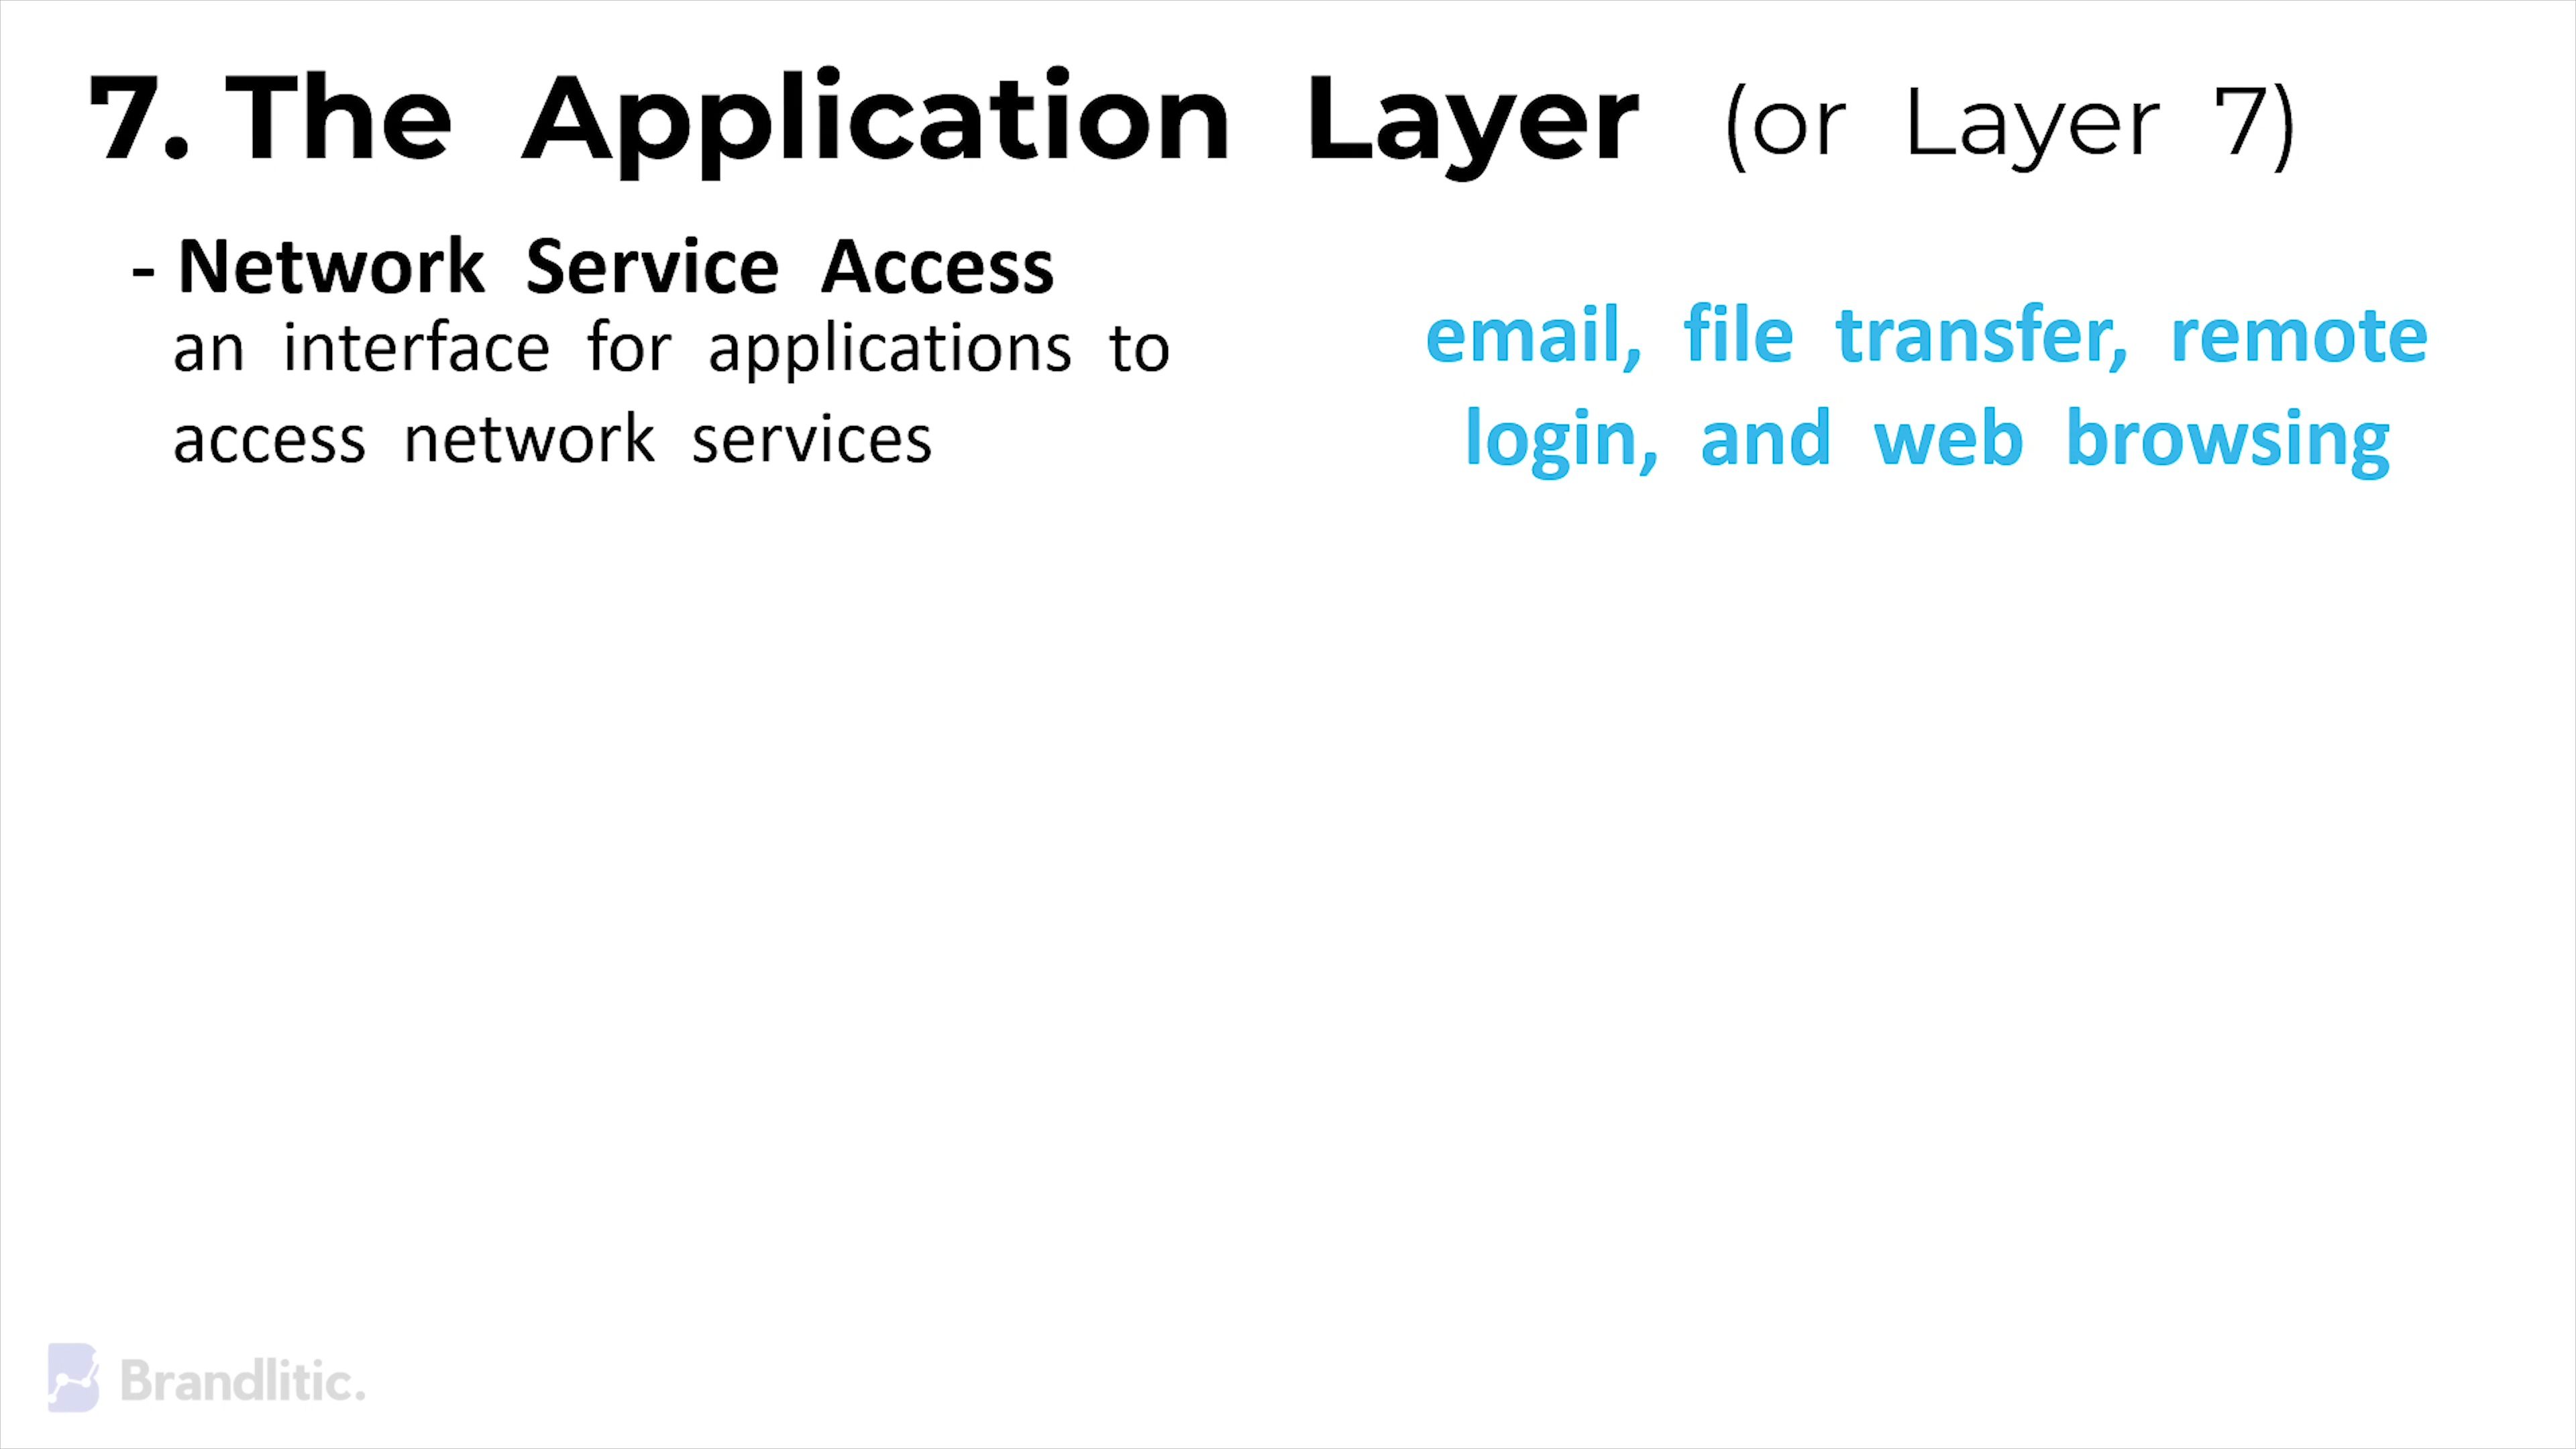 7. The Application Layer (or Layer 7)
- Network Service Access
an interface for applications to
access network services
email, file transfer, remote
login, and web browsing
Brandlitic.